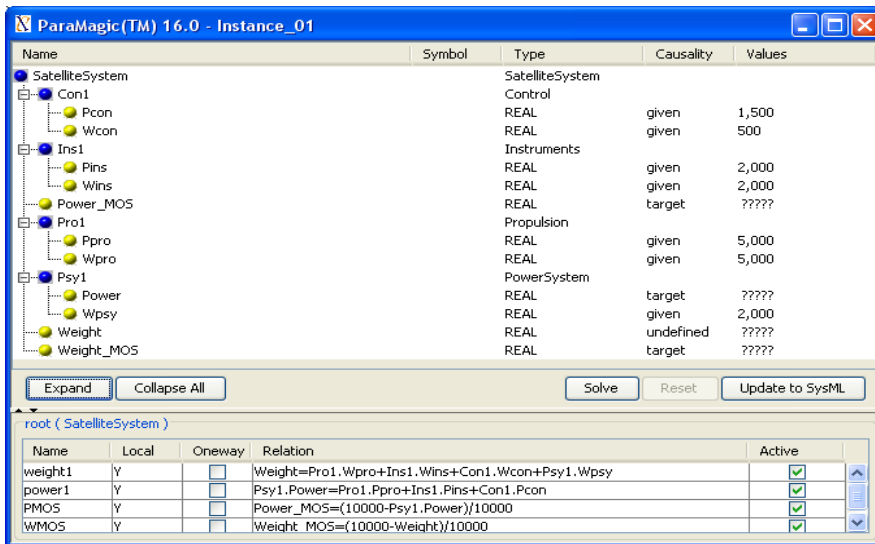 ParaMagic(TM) 16.0 - Instance_01
Name Symbol Type Causality Values
SatelliteSystem SatelliteSystem
Con1 Control
Pcon REAL given 1,500
Wcon REAL given 500
Ins1 Instruments
Pins REAL given 2,000
Wins REAL given 2,000
Power_MOS REAL target ?????
Pro1 Propulsion
Ppro REAL given 5,000
Wpro REAL given 5,000
Psy1 PowerSystem
Power REAL target ?????
Wpsy REAL given 2,000
Weight REAL undefined ?????
Weight_MOS REAL target ?????
Expand Collapse All Solve Reset Update to SysML
root ( SatelliteSystem )
Name Local Oneway Relation Active
weight1 Y Weight=Pro1.Wpro+Ins1.Wins+Con1.Wcon+Psy1.Wpsy
power1 Y Psy1.Power=Pro1.Ppro+Ins1.Pins+Con1.Pcon
PMOS Y Power_MOS=(10000-Psy1.Power)/10000
WMOS Y Weight_MOS=(10000-Weight)/10000